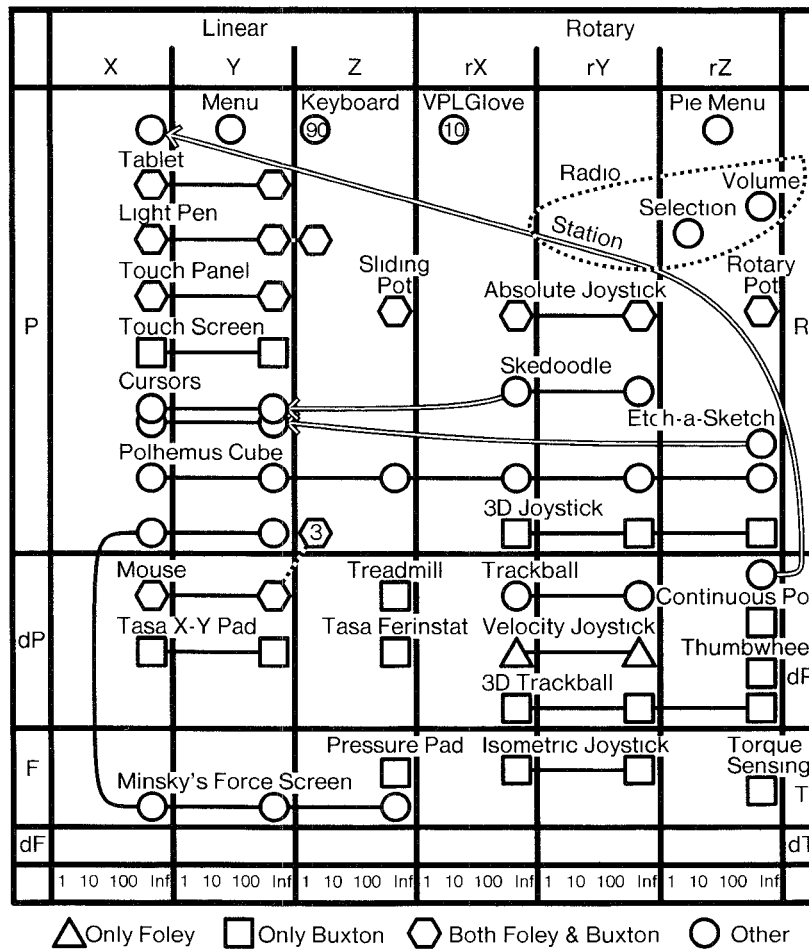 Linear Rotary
X Y Z rX rY rZ
Menu Keyboard VPLGlove Pie Menu
90 10
Tablet
Radio Volume
Light Pen Selection
Station
Sliding Pot
Rotary Pot
Touch Panel Absolute Joystick
P R
Touch Screen
Cursors Skedoodle
Etch-a-Sketch
Polhemus Cube
3D Joystick
3
Mouse Treadmill Trackball
Continuous Po
Tasa X-Y Pad Tasa Ferinstat Velocity Joystick
dP Thumbwhee
dR
3D Trackball
Pressure Pad Isometric Joystick Torque Sensing
F
Minsky's Force Screen T
dF dT
1 10 100 Inf 1 10 100 Inf 1 10 100 Inf 1 10 100 Inf 1 10 100 Inf 1 10 100 Inf
Only Foley Only Buxton Both Foley & Buxton Other